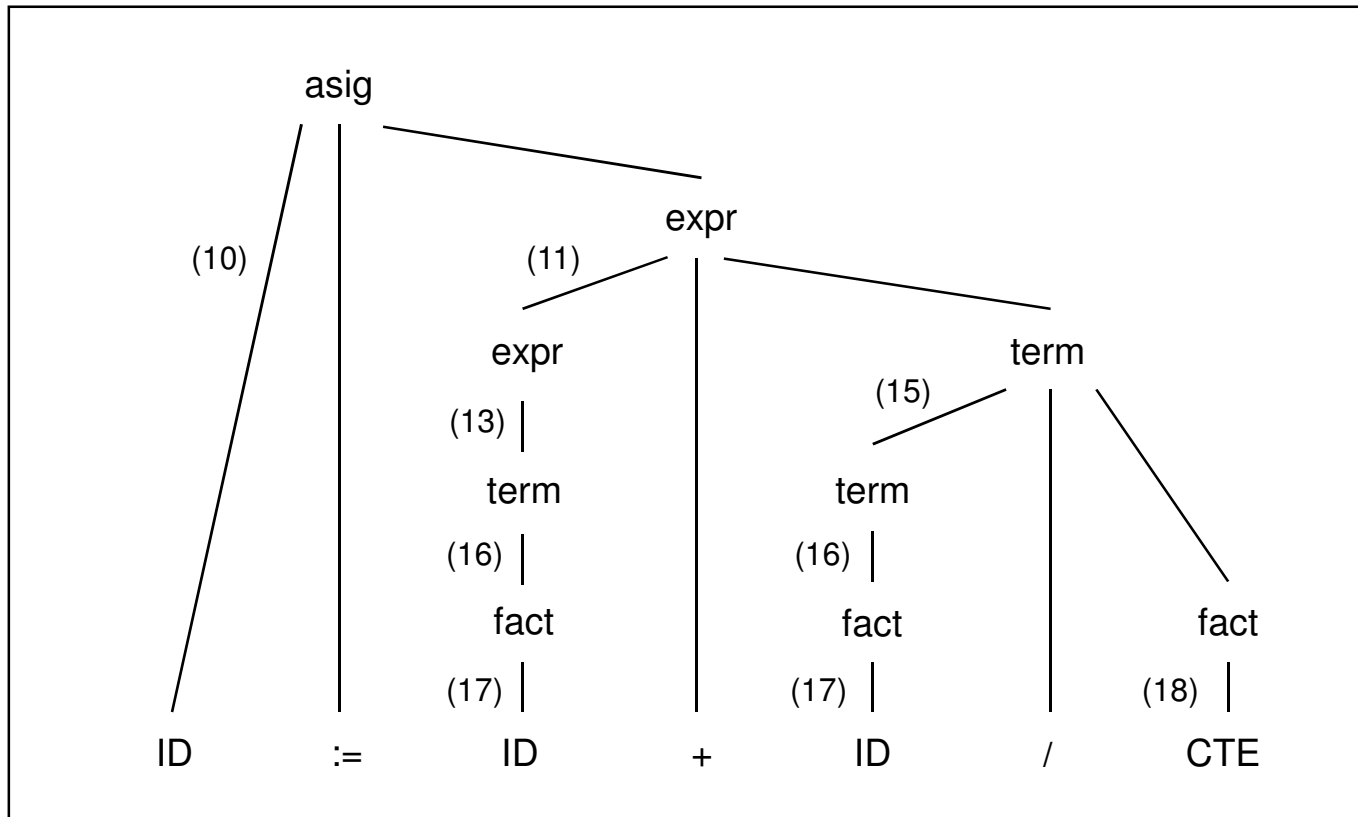 asig
expr
(10) (11)
expr term
(13) (15)
term term
(16) (16)
fact fact fact
(17) (17) (18)
ID := ID + ID / CTE